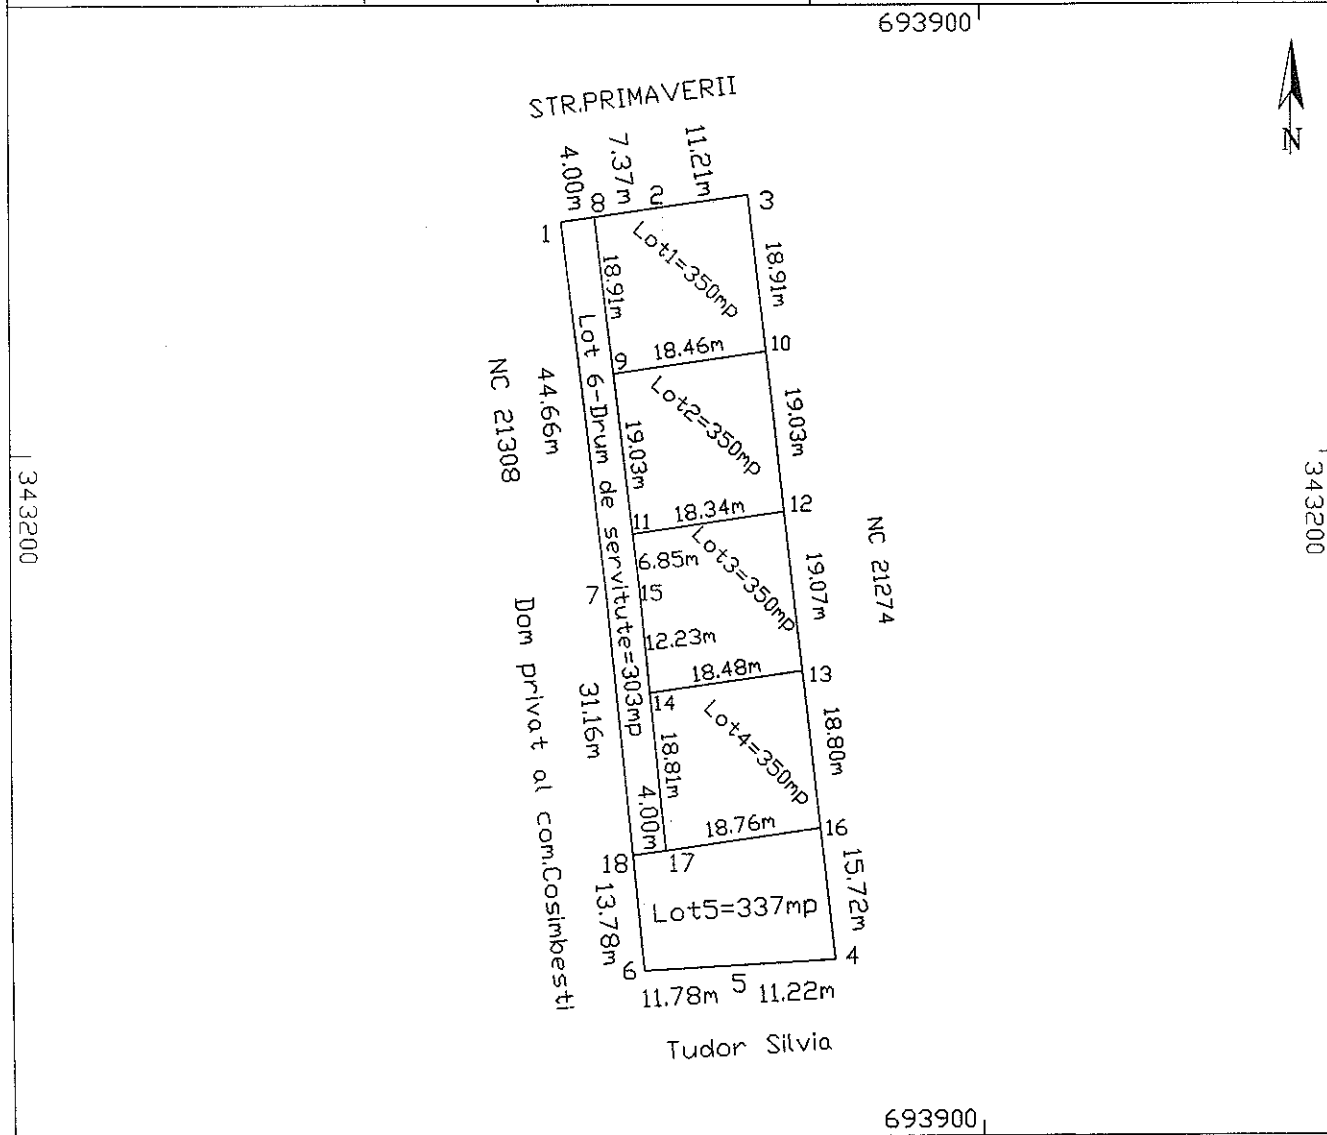 693900
STR.PRIMAVERII
N
4.00m
7.37m
11.21m
1
8
2
3
Lot1=350mp
18.91m
18.91m
9
18.46m
10
Lot 6-Drum de servitute=303mp
NC 21308
44.66m
Lot2=350mp
19.03m
19.03m
343200
343200
11
18.34m
12
NC 21274
6.85m
Lot3=350mp
19.07m
7
15
12.23m
18.48m
13
Dom privat al com.Cosimbesti
31.16m
14
Lot4=350mp
18.81m
18.80m
4.00m
18.76m
16
18
17
13.78m
Lot5=337mp
15.72m
6
5
4
11.78m
11.22m
Tudor Silvia
693900